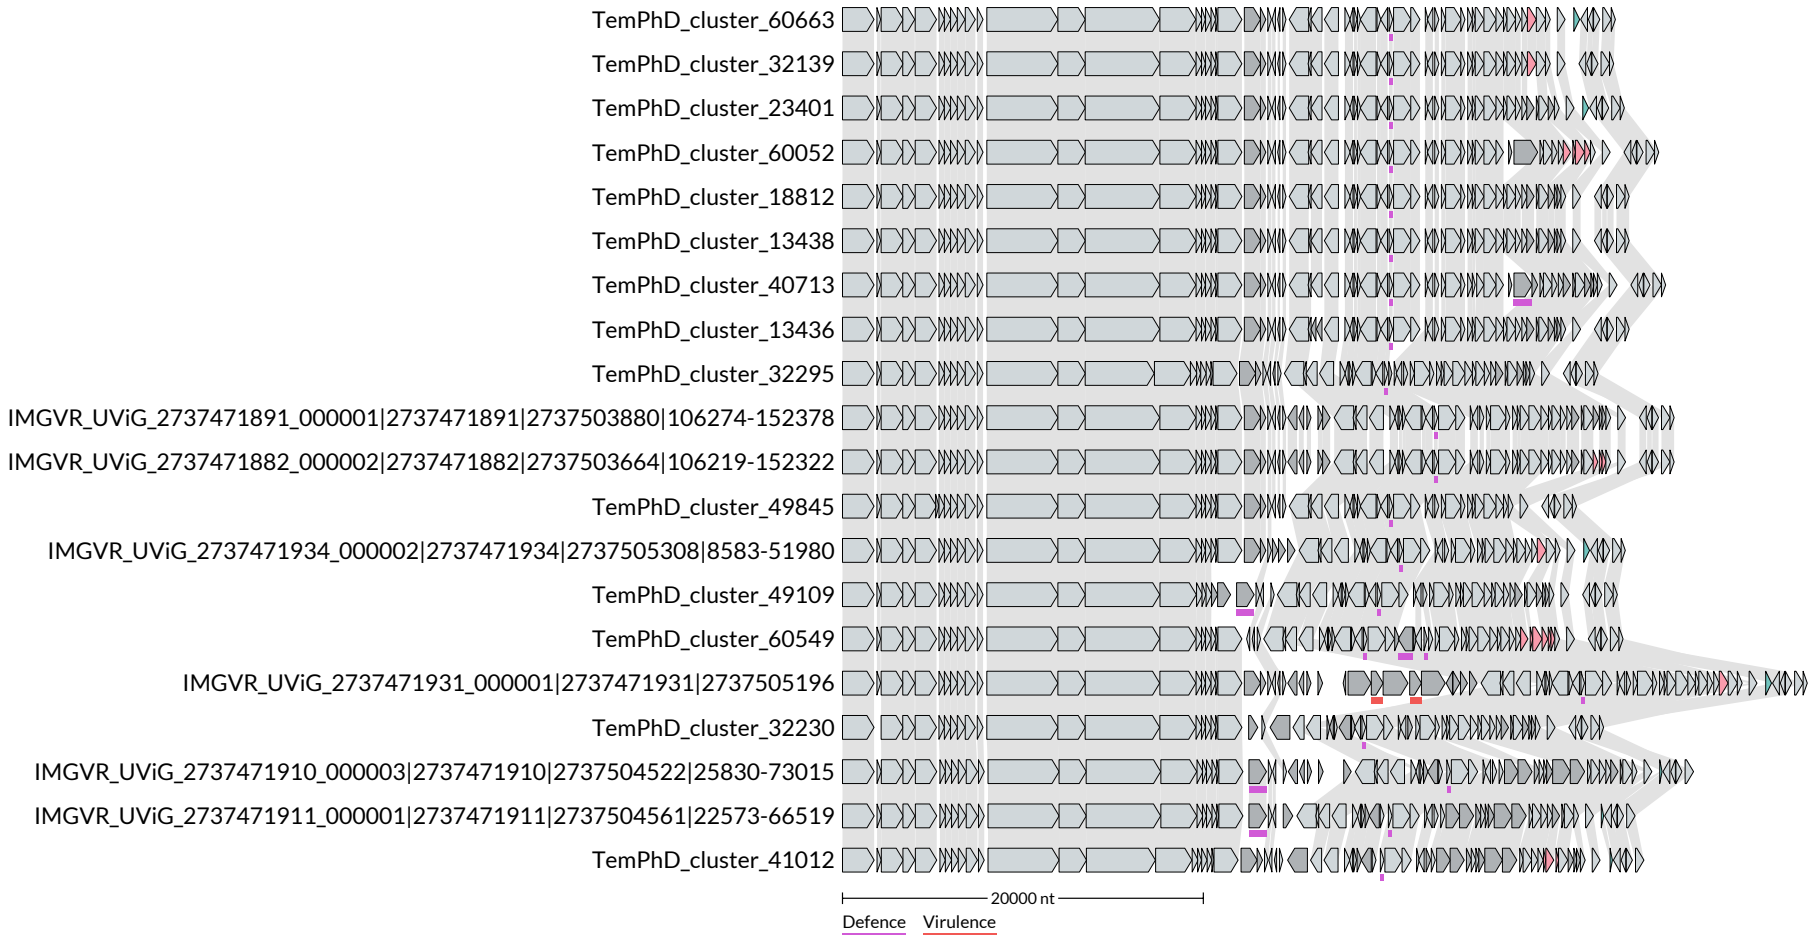 TemPhD_cluster_60663
TemPhD_cluster_32139
TemPhD_cluster_23401
TemPhD_cluster_60052
TemPhD_cluster_18812
TemPhD_cluster_13438
TemPhD_cluster_40713
TemPhD_cluster_13436
TemPhD_cluster_32295
IMGVR_UViG_2737471891_000001|2737471891|2737503880|106274-152378
IMGVR_UViG_2737471882_000002|2737471882|2737503664|106219-152322
TemPhD_cluster_49845
IMGVR_UViG_2737471934_000002|2737471934|2737505308|8583-51980
TemPhD_cluster_49109
TemPhD_cluster_60549
IMGVR_UViG_2737471931_000001|2737471931|2737505196
TemPhD_cluster_32230
IMGVR_UViG_2737471910_000003|2737471910|2737504522|25830-73015
IMGVR_UViG_2737471911_000001|2737471911|2737504561|22573-66519
TemPhD_cluster_41012
20000 nt
Defence Virulence